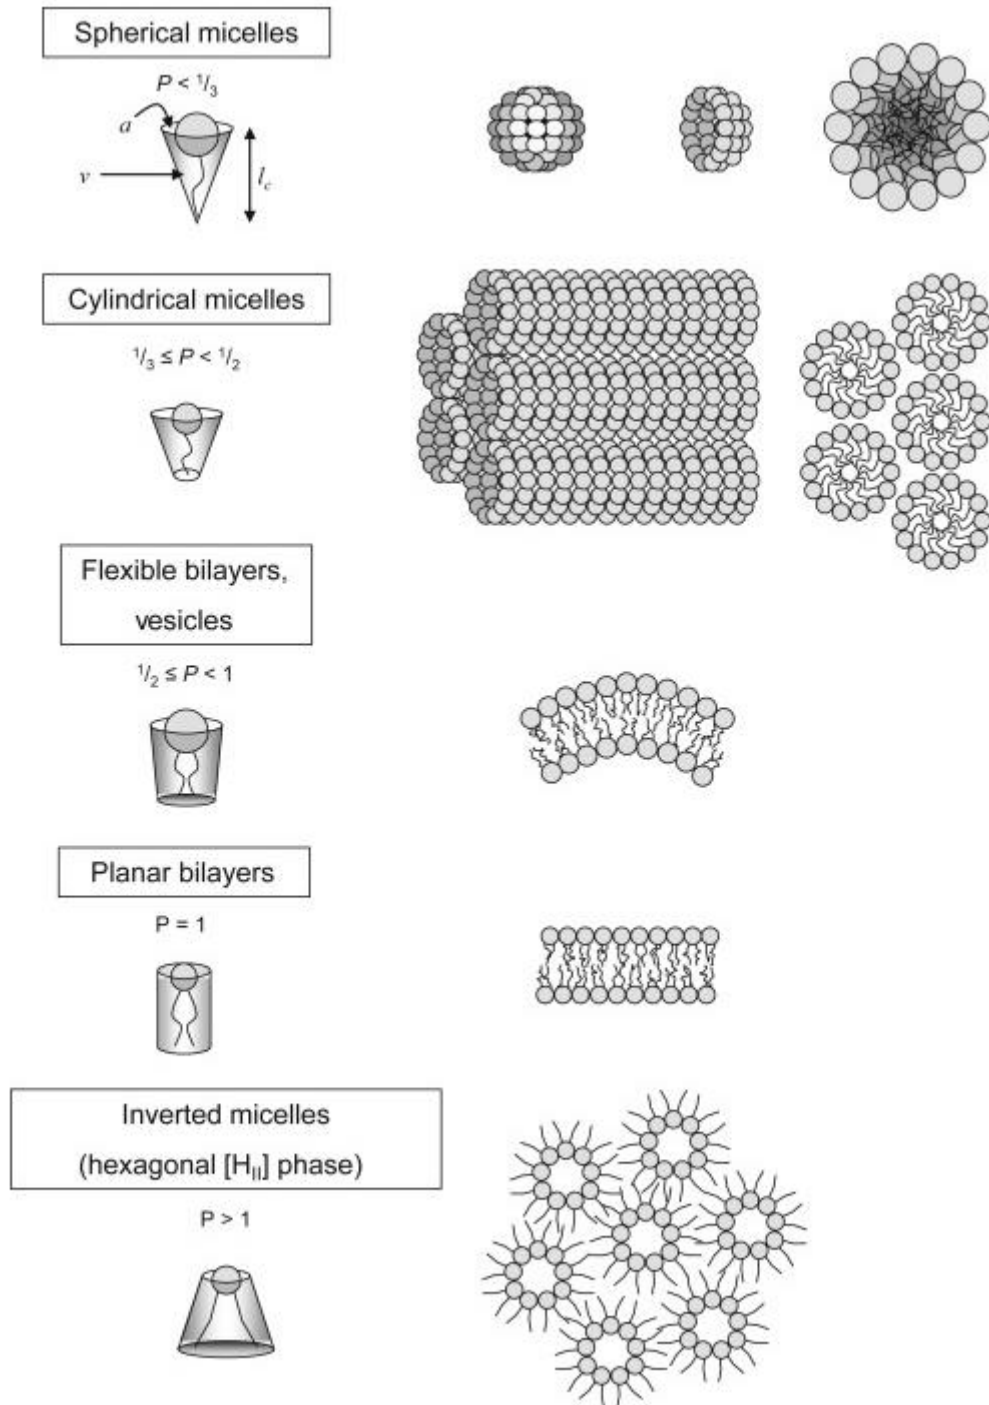 Spherical micelles
P < 1/3
a
v
lc
Cylindrical micelles
1/3 ≤ P < 1/2
Flexible bilayers,
vesicles
1/2 ≤ P < 1
Planar bilayers
P = 1
Inverted micelles
(hexagonal [HII] phase)
P > 1